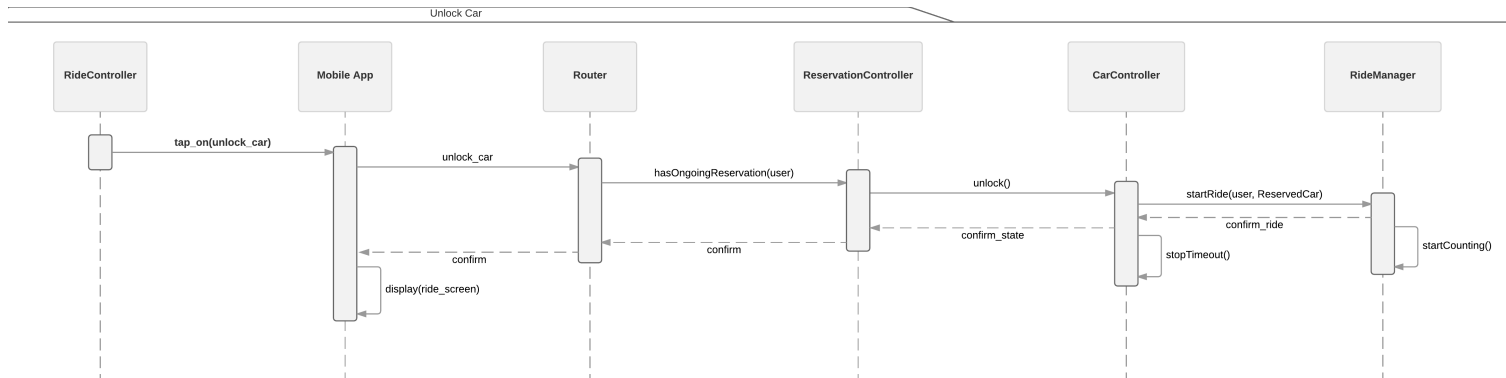 Unlock Car
RideController
Mobile App
Router
ReservationController
CarController
RideManager
tap_on(unlock_car)
unlock_car
hasOngoingReservation(user)
unlock()
startRide(user, ReservedCar)
confirm_ride
confirm_state
startCounting()
confirm
stopTimeout()
confirm
display(ride_screen)